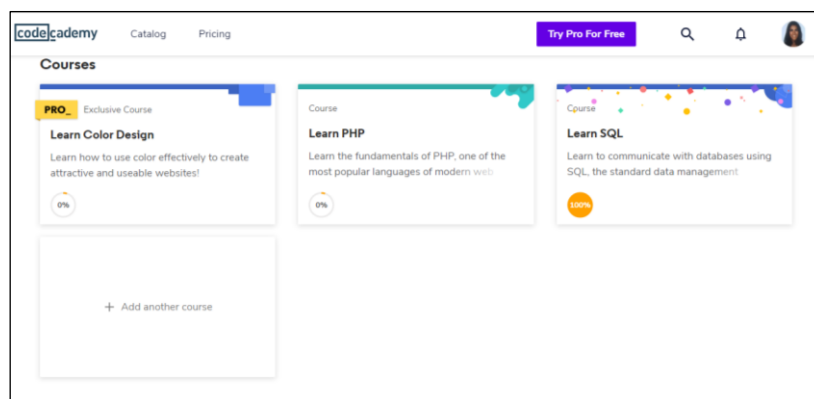 codecademy Catalog Pricing Try Pro For Free
Courses
PRO_ Exclusive Course
Learn Color Design
Learn how to use color effectively to create
attractive and useable websites!
0%
Course
Learn PHP
Learn the fundamentals of PHP, one of the
most popular languages of modern web
0%
Course
Learn SQL
Learn to communicate with databases using
SQL, the standard data management
100%
+ Add another course